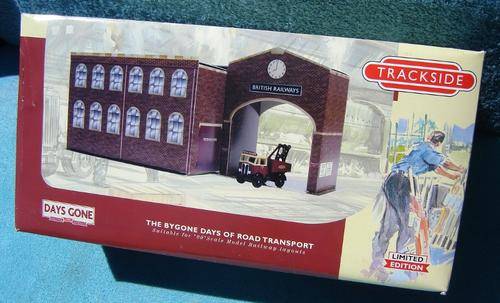 TRACKSIDE
BRITISH RAILWAYS
DAYS GONE
THE BYGONE DAYS OF ROAD TRANSPORT
Suitable for "00" Scale Model Railway layouts
LIMITED
EDITION